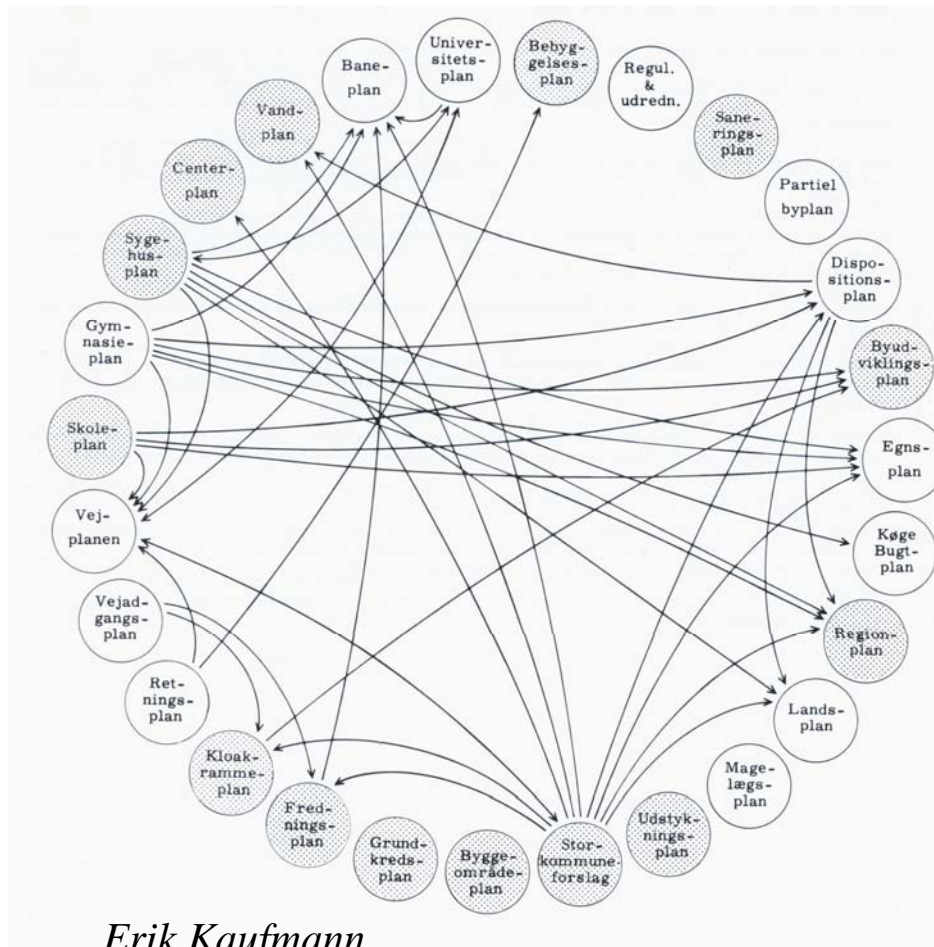 Bane-
plan
Univer-
sitets-
plan
Bebyg-
gelses-
plan
Regul.
&
udredn.
Sane-
rings-
plan
Partiel
byplan
Dispo-
sitions-
plan
Byud-
viklings-
plan
Egns-
plan
Køge
Bugt-
plan
Region-
plan
Lands-
plan
Mage-
lægs-
plan
Udstyk-
nings-
plan
Stor-
kommune-
forslag
Bygge-
område-
plan
Grund-
kreds-
plan
Fred-
nings-
plan
Kloak-
ramme-
plan
Ret-
nings-
plan
Vejad-
gangs-
plan
Vej-
planen
Skole-
plan
Gym-
nasie-
plan
Syge-
hus-
plan
Center-
plan
Vand-
plan
Erik Kaufmann